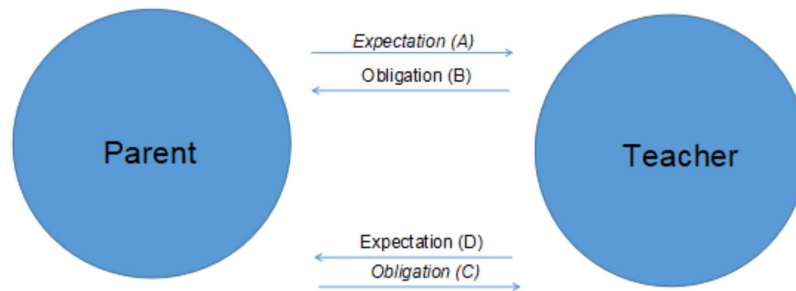 Expectation (A)
Obligation (B)
Parent
Teacher
Expectation (D)
Obligation (C)